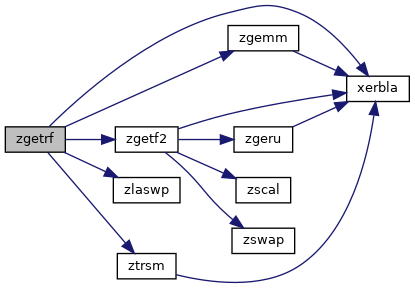 zgetrf
zgemm
xerbla
zgetf2
zgeru
zlaswp
zscal
zswap
ztrsm